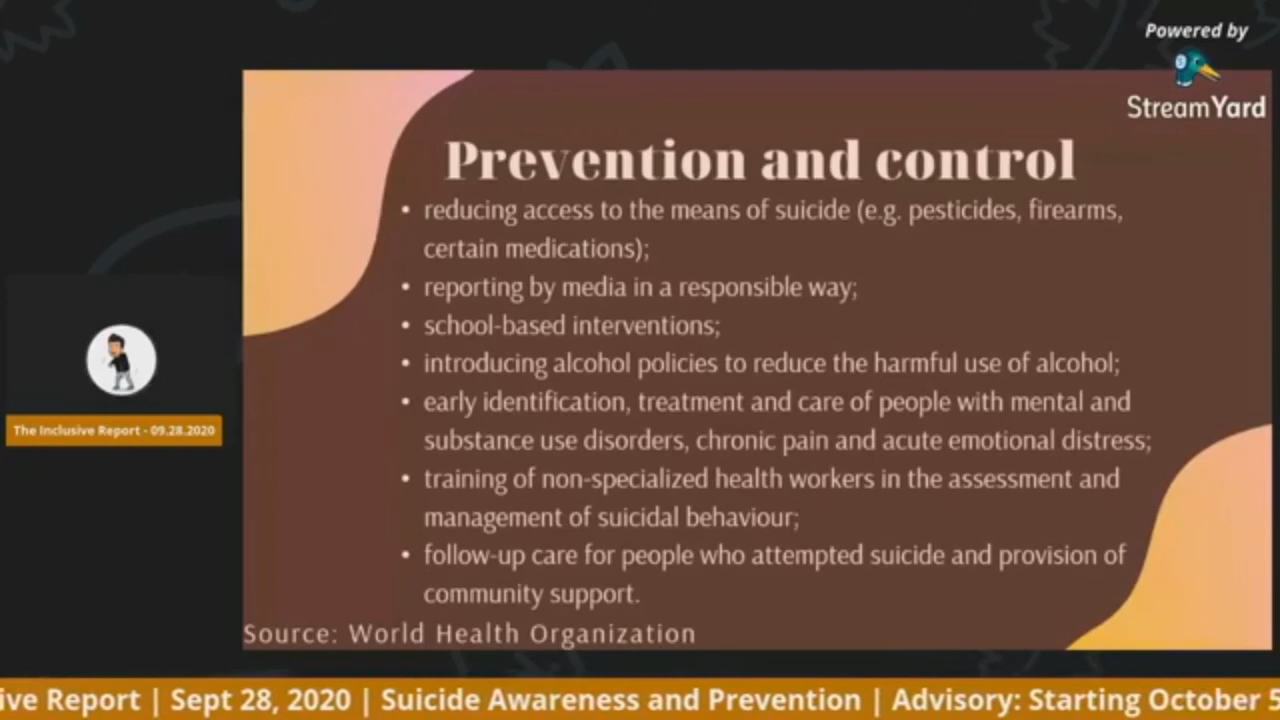 Powered by
StreamYard
Prevention and control
• reducing access to the means of suicide (e.g. pesticides, firearms,
certain medications);
• reporting by media in a responsible way;
• school-based interventions;
• introducing alcohol policies to reduce the harmful use of alcohol;
• early identification, treatment and care of people with mental and
substance use disorders, chronic pain and acute emotional distress;
• training of non-specialized health workers in the assessment and
management of suicidal behaviour;
• follow-up care for people who attempted suicide and provision of
community support.
Source: World Health Organization
The Inclusive Report - 09.28.2020
ive Report | Sept 28, 2020 | Suicide Awareness and Prevention | Advisory: Starting October 5